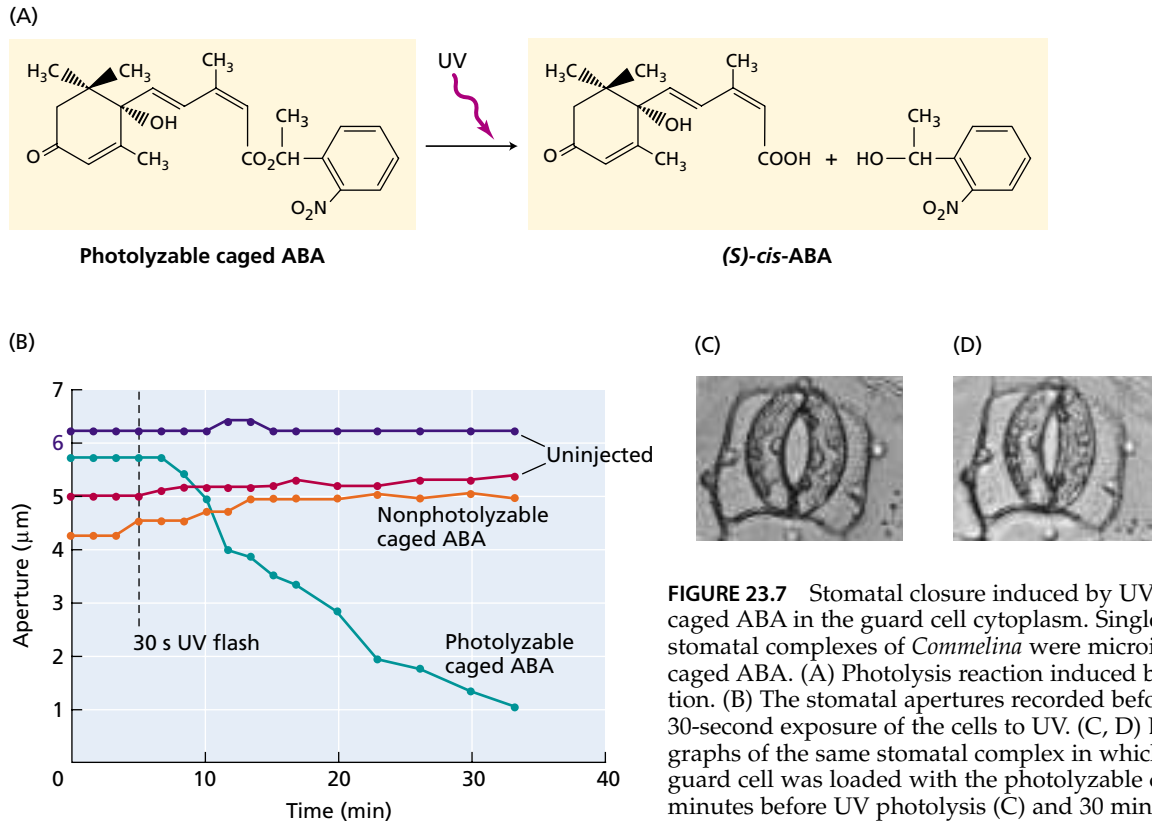 (A)
H₃C CH₃ CH₃
OH
O CH₃
CH₃
CO₂CH
O₂N
UV
H₃C CH₃ CH₃
OH
O CH₃
COOH + HO—CH
CH₃
O₂N
Photolyzable caged ABA
(S)-cis-ABA
(B)
7
6
5
4
3
2
1
0 10 20 30 40
Aperture (μm)
Time (min)
Uninjected
Nonphotolyzable
caged ABA
30 s UV flash
Photolyzable
caged ABA
(C)
(D)
FIGURE 23.7 Stomatal closure induced by UV
caged ABA in the guard cell cytoplasm. Single
stomatal complexes of Commelina were microi
caged ABA. (A) Photolysis reaction induced b
tion. (B) The stomatal apertures recorded befo
30-second exposure of the cells to UV. (C, D)
graphs of the same stomatal complex in which
guard cell was loaded with the photolyzable
minutes before UV photolysis (C) and 30 min